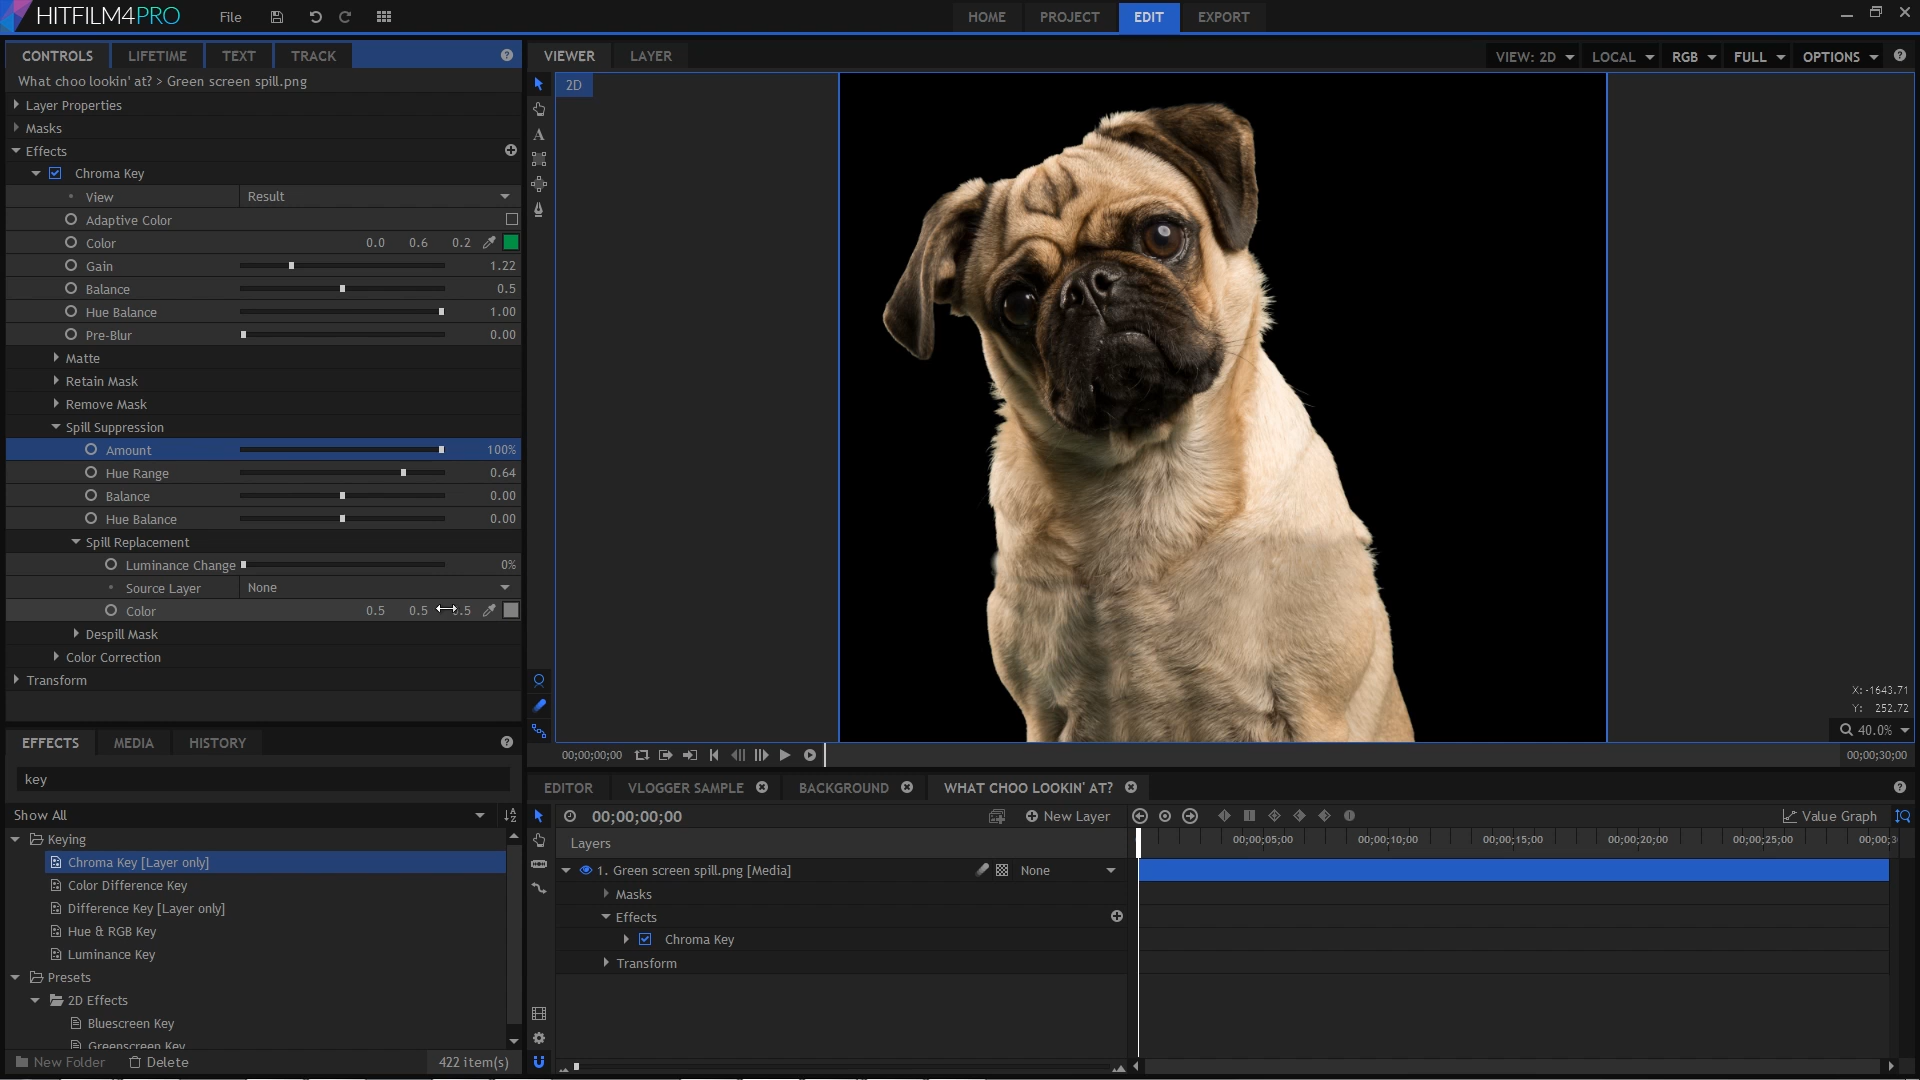 HITFILM4PRO
File
HOME
PROJECT
EDIT
EXPORT
CONTROLS
LIFETIME
TEXT
TRACK
What choo lookin' at? > Green screen spill.png
Layer Properties
Masks
Effects
Chroma Key
View
Result
Adaptive Color
Color 0.0 0.6 0.2
Gain 1.22
Balance 0.5
Hue Balance 1.00
Pre-Blur 0.00
Matte
Retain Mask
Remove Mask
Spill Suppression
Amount 100%
Hue Range 0.64
Balance 0.00
Hue Balance 0.00
Spill Replacement
Luminance Change 0%
Source Layer None
Color 0.5 0.5 .5
Despill Mask
Color Correction
Transform
VIEWER
LAYER
VIEW: 2D
LOCAL
RGB
FULL
OPTIONS
2D
A
X: -1643.71
Y: 252.72
40.0%
00;00;00;00
00;00;30;00
EFFECTS
MEDIA
HISTORY
key
Show All
Keying
Chroma Key [Layer only]
Color Difference Key
Difference Key [Layer only]
Hue & RGB Key
Luminance Key
Presets
2D Effects
Bluescreen Key
Greenscreen Key
New Folder
Delete
422 item(s)
EDITOR
VLOGGER SAMPLE
BACKGROUND
WHAT CHOO LOOKIN' AT?
00;00;00;00
New Layer
Value Graph
Layers
00;00;05;00
00;00;10;00
00;00;15;00
00;00;20;00
00;00;25;00
00;00;3
1. Green screen spill.png [Media]
None
Masks
Effects
Chroma Key
Transform